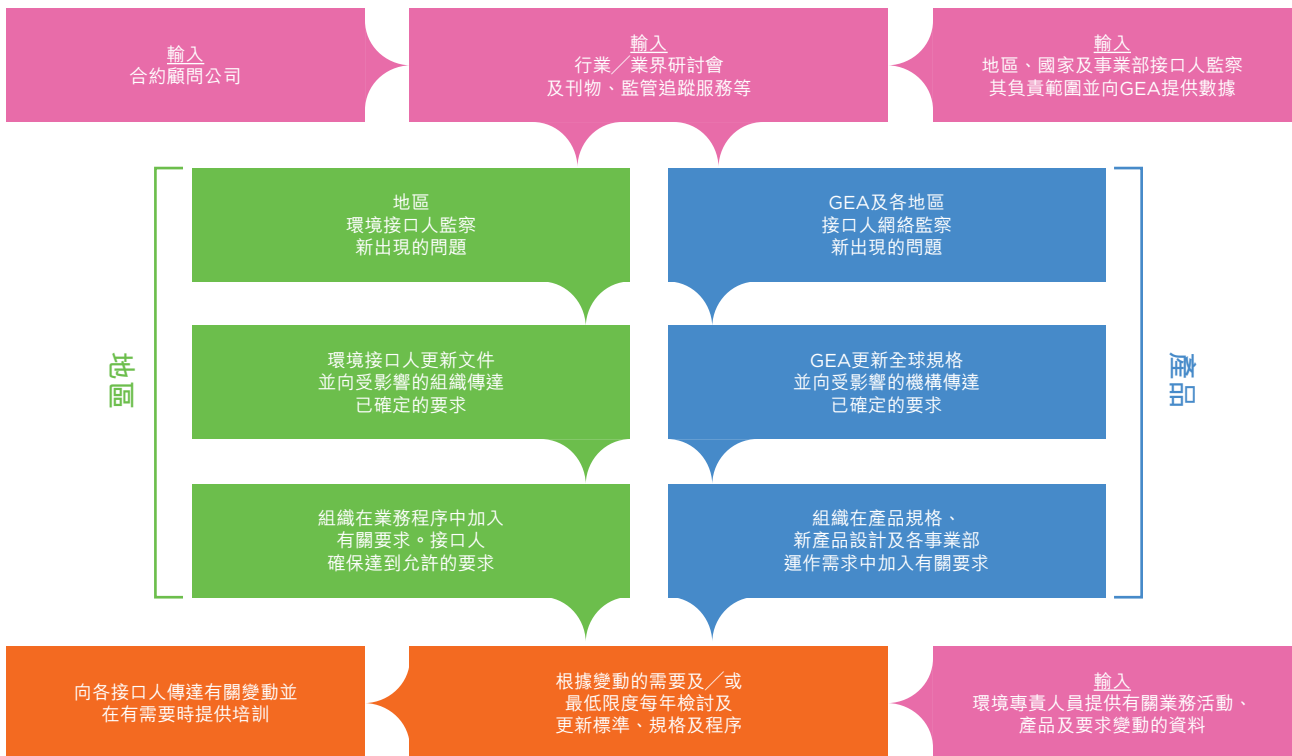 輸入
合約顧問公司
輸入
行業╱業界研討會
及刊物、監管追蹤服務等
輸入
地區、國家及事業部接口人監察
其負責範圍並向GEA提供數據
地區
地區
環境接口人監察
新出現的問題
GEA及各地區
接口人網絡監察
新出現的問題
產品
環境接口人更新文件
並向受影響的組織傳達
已確定的要求
GEA更新全球規格
並向受影響的機構傳達
已確定的要求
組織在業務程序中加入
有關要求。接口人
確保達到允許的要求
組織在產品規格、
新產品設計及各事業部
運作需求中加入有關要求
向各接口人傳達有關變動並
在有需要時提供培訓
根據變動的需要及╱或
最低限度每年檢討及
更新標準、規格及程序
輸入
環境專責人員提供有關業務活動、
產品及要求變動的資料